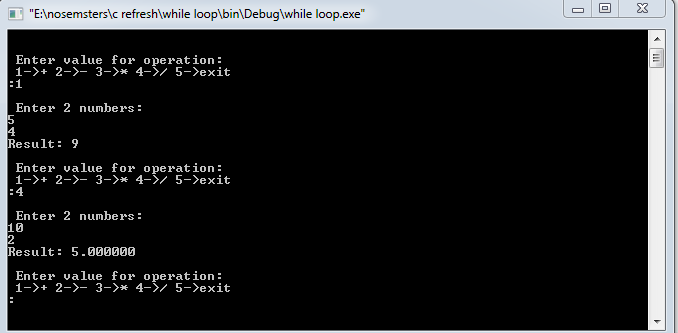 "E:\nosemsters\c refresh\while loop\bin\Debug\while loop.exe"
Enter value for operation:
1->+ 2->- 3->* 4->/ 5->exit
:1
Enter 2 numbers:
5
4
Result: 9
Enter value for operation:
1->+ 2->- 3->* 4->/ 5->exit
:4
Enter 2 numbers:
10
2
Result: 5.000000
Enter value for operation:
1->+ 2->- 3->* 4->/ 5->exit
: